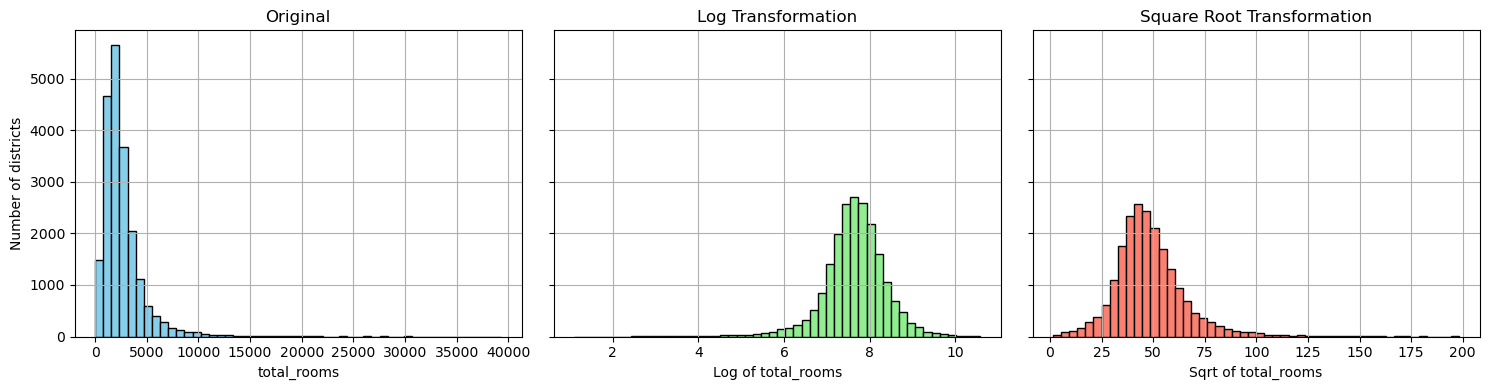 Original
Log Transformation
Square Root Transformation
Number of districts
5000
4000
3000
2000
1000
0
0 5000 10000 15000 20000 25000 30000 35000 40000
2 4 6 8 10
0 25 50 75 100 125 150 175 200
total_rooms
Log of total_rooms
Sqrt of total_rooms